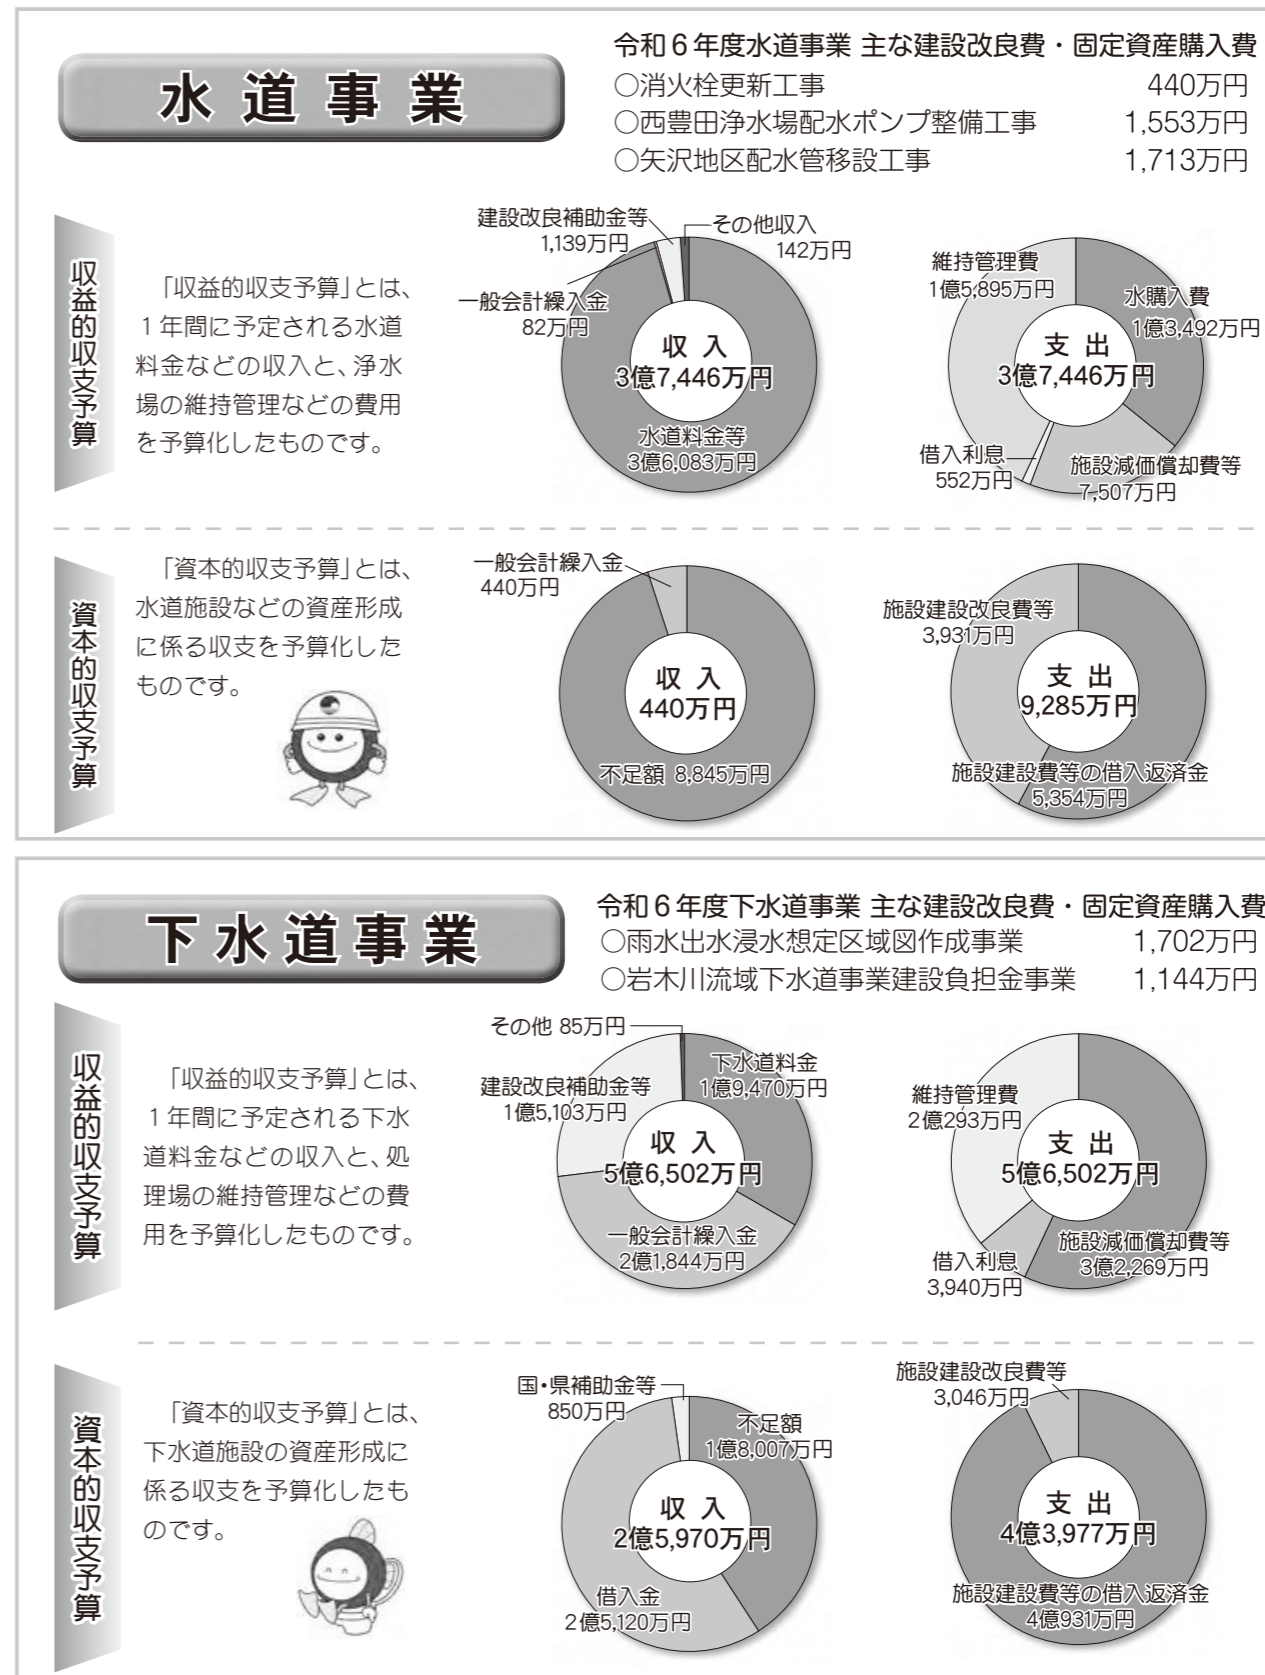 水道事業
令和6年度水道事業 主な建設改良費・固定資産購入費
○消火栓更新工事 440万円
○西豊田浄水場配水ポンプ整備工事 1,553万円
○矢沢地区配水管移設工事 1,713万円
収益的収支予算
「収益的収支予算」とは、
1年間に予定される水道
料金などの収入と、浄水
場の維持管理などの費用
を予算化したものです。
建設改良補助金等
1,139万円
その他収入
142万円
一般会計繰入金
82万円
収入
3億7,446万円
水道料金等
3億6,083万円
維持管理費
1億5,895万円
水購入費
1億3,492万円
支出
3億7,446万円
借入利息
552万円
施設減価償却費等
7,507万円
資本的収支予算
「資本的収支予算」とは、
水道施設などの資産形成
に係る収支を予算化した
ものです。
一般会計繰入金
440万円
収入
440万円
不足額 8,845万円
施設建設改良費等
3,931万円
支出
9,285万円
施設建設費等の借入返済金
5,354万円
下水道事業
令和6年度下水道事業 主な建設改良費・固定資産購入費
○雨水出水浸水想定区域図作成事業 1,702万円
○岩木川流域下水道事業建設負担金事業 1,144万円
収益的収支予算
「収益的収支予算」とは、
1年間に予定される下水
道料金などの収入と、処
理場の維持管理などの費
用を予算化したものです。
その他 85万円
建設改良補助金等
1億5,103万円
下水道料金
1億9,470万円
収入
5億6,502万円
一般会計繰入金
2億1,844万円
維持管理費
2億293万円
支出
5億6,502万円
借入利息
3,940万円
施設減価償却費等
3億2,269万円
資本的収支予算
「資本的収支予算」とは、
下水道施設の資産形成に
係る収支を予算化したも
のです。
国・県補助金等
850万円
不足額
1億8,007万円
収入
2億5,970万円
借入金
2億5,120万円
施設建設改良費等
3,046万円
支出
4億3,977万円
施設建設費等の借入返済金
4億931万円